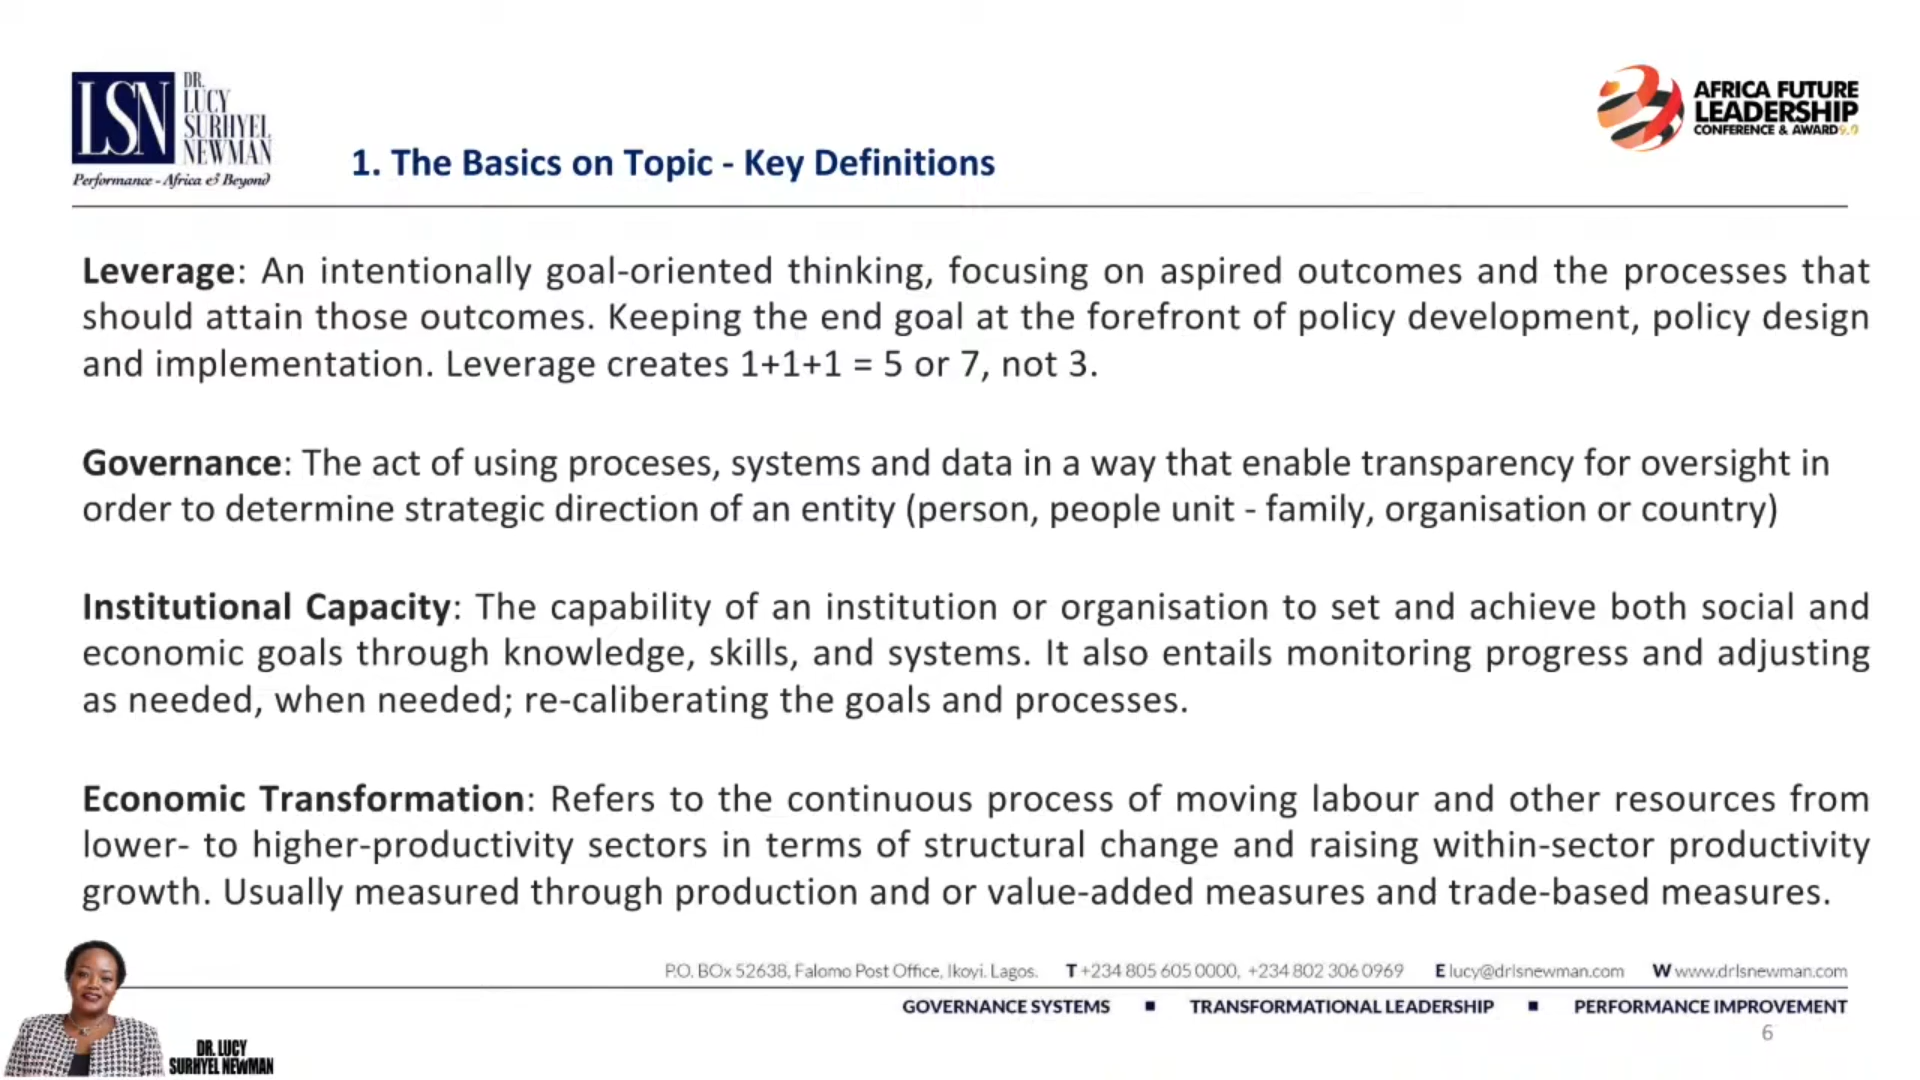 LSN
DR.
LUCY
SURHYEL
NEWMAN
Performance - Africa & Beyond
1. The Basics on Topic - Key Definitions
AFRICA FUTURE
LEADERSHIP
CONFERENCE & AWARD 9.0
Leverage: An intentionally goal-oriented thinking, focusing on aspired outcomes and the processes that
should attain those outcomes. Keeping the end goal at the forefront of policy development, policy design
and implementation. Leverage creates 1+1+1 = 5 or 7, not 3.
Governance: The act of using proceses, systems and data in a way that enable transparency for oversight in
order to determine strategic direction of an entity (person, people unit - family, organisation or country)
Institutional Capacity: The capability of an institution or organisation to set and achieve both social and
economic goals through knowledge, skills, and systems. It also entails monitoring progress and adjusting
as needed, when needed; re-caliberating the goals and processes.
Economic Transformation: Refers to the continuous process of moving labour and other resources from
lower- to higher-productivity sectors in terms of structural change and raising within-sector productivity
growth. Usually measured through production and or value-added measures and trade-based measures.
P.O. BOx 52638, Falomo Post Office, Ikoyi. Lagos. T +234 805 605 0000, +234 802 306 0969 E lucy@drlsnewman.com W www.drlsnewman.com
GOVERNANCE SYSTEMS ■ TRANSFORMATIONAL LEADERSHIP ■ PERFORMANCE IMPROVEMENT
6
DR. LUCY
SURHYEL NEWMAN